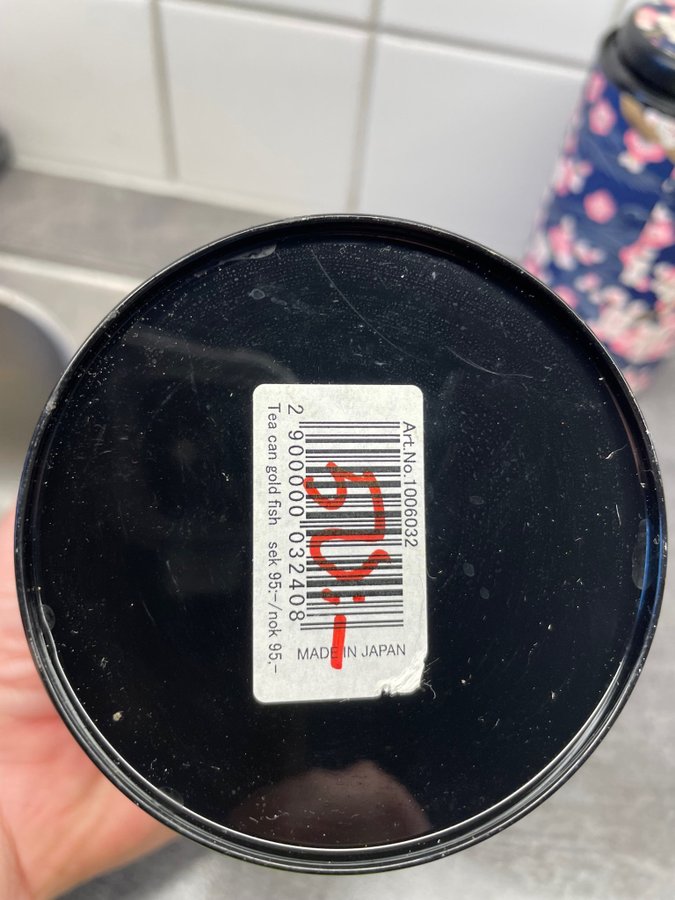 Art.No.1006032
2 900000 032408
Tea can gold fish sek 95:-/nok 95.-
MADE IN JAPAN
50:-